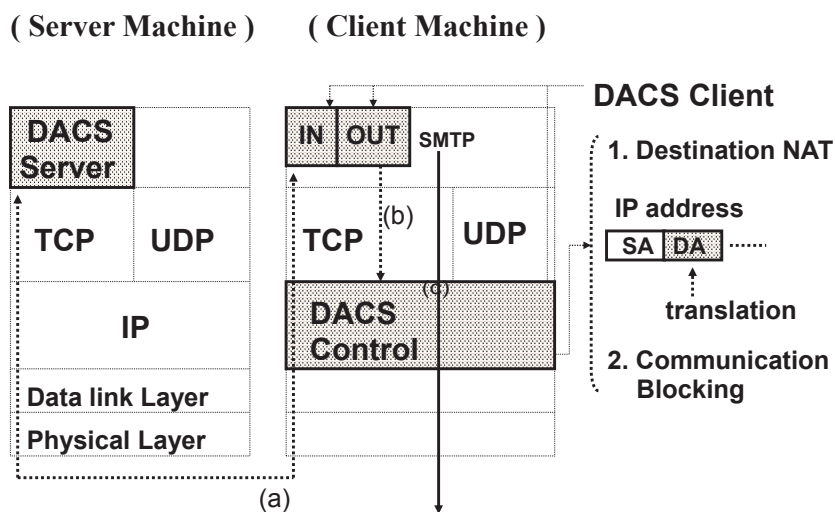 ( Server Machine ) ( Client Machine )
DACS Client
DACS
Server
IN OUT SMTP
1. Destination NAT
(b)
IP address
TCP UDP TCP UDP
SA DA
(c)
translation
IP
DACS
Control
2. Communication
Blocking
Data link Layer
Physical Layer
(a)